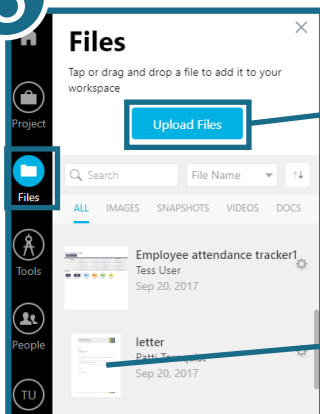 Files
Tap or drag and drop a file to add it to your
workspace
Upload Files
Search
File Name
ALL IMAGES SNAPSHOTS VIDEOS DOCS
Employee attendance tracker1
Tess User
Sep 20, 2017
letter
Patti
Sep 20, 2017
Project
Files
Tools
People
TU